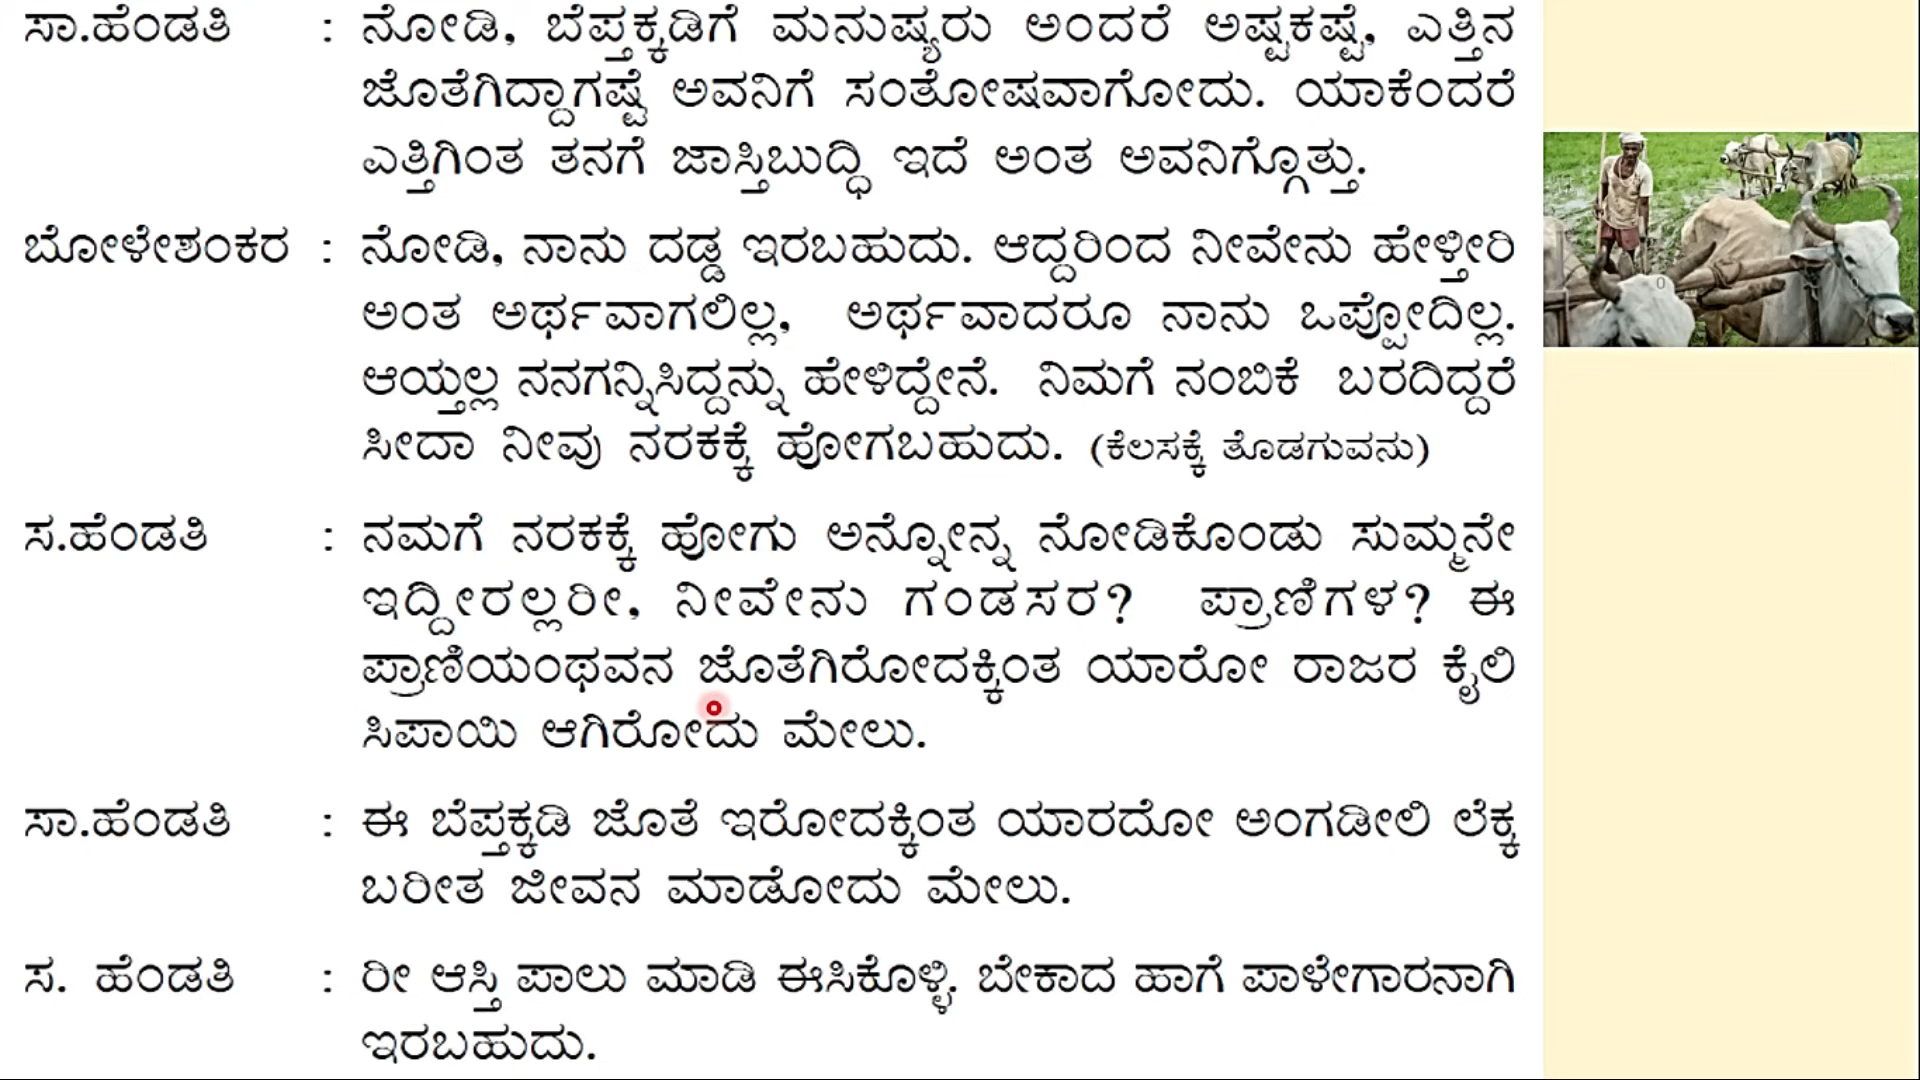 ಸಾ.ಹೆಂಡತಿ : ನೋಡಿ, ಬೆಪ್ತಕ್ಕಡಿಗೆ ಮನುಷ್ಯರು ಅಂದರೆ ಅಷ್ಟಕಷ್ಟೆ, ಎತ್ತಿನ
ಜೊತೆಗಿದ್ದಾಗಷ್ಟೆ ಅವನಿಗೆ ಸಂತೋಷವಾಗೋದು. ಯಾಕೆಂದರೆ
ಎತ್ತಿಗಿಂತ ತನಗೆ ಜಾಸ್ತಿಬುದ್ಧಿ ಇದೆ ಅಂತ ಅವನಿಗ್ಗೊತ್ತು.
ಬೋಳೇಶಂಕರ : ನೋಡಿ, ನಾನು ದಡ್ಡ ಇರಬಹುದು. ಆದ್ದರಿಂದ ನೀವೇನು ಹೇಳ್ತೀರಿ
ಅಂತ ಅರ್ಥವಾಗಲಿಲ್ಲ, ಅರ್ಥವಾದರೂ ನಾನು ಒಪ್ಪೋದಿಲ್ಲ.
ಆಯ್ತಲ್ಲ ನನಗನ್ನಿಸಿದ್ದನ್ನು ಹೇಳಿದ್ದೇನೆ. ನಿಮಗೆ ನಂಬಿಕೆ ಬರದಿದ್ದರೆ
ಸೀದಾ ನೀವು ನರಕಕ್ಕೆ ಹೋಗಬಹುದು. (ಕೆಲಸಕ್ಕೆ ತೊಡಗುವನು)
ಸ.ಹೆಂಡತಿ : ನಮಗೆ ನರಕಕ್ಕೆ ಹೋಗು ಅನ್ನೋನ್ನ ನೋಡಿಕೊಂಡು ಸುಮ್ಮನೇ
ಇದ್ದೀರಲ್ಲರೀ, ನೀವೇನು ಗಂಡಸರ? ಪ್ರಾಣಿಗಳ? ಈ
ಪ್ರಾಣಿಯಂಥವನ ಜೊತೆಗಿರೋದಕ್ಕಿಂತ ಯಾರೋ ರಾಜರ ಕೈಲಿ
ಸಿಪಾಯಿ ಆಗಿರೋದು ಮೇಲು.
ಸಾ.ಹೆಂಡತಿ : ಈ ಬೆಪ್ತಕ್ಕಡಿ ಜೊತೆ ಇರೋದಕ್ಕಿಂತ ಯಾರದೋ ಅಂಗಡೀಲಿ ಲೆಕ್ಕ
ಬರೀತ ಜೀವನ ಮಾಡೋದು ಮೇಲು.
ಸ. ಹೆಂಡತಿ : ರೀ ಆಸ್ತಿ ಪಾಲು ಮಾಡಿ ಈಸಿಕೊಳ್ಳಿ. ಬೇಕಾದ ಹಾಗೆ ಪಾಳೇಗಾರನಾಗಿ
ಇರಬಹುದು.